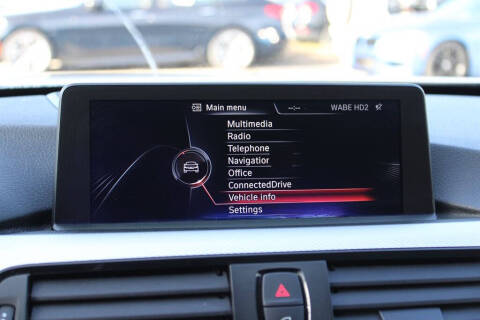 Main menu --:-- WABE HD2
Multimedia
Radio
Telephone
Navigation
Office
ConnectedDrive
Vehicle info
Settings